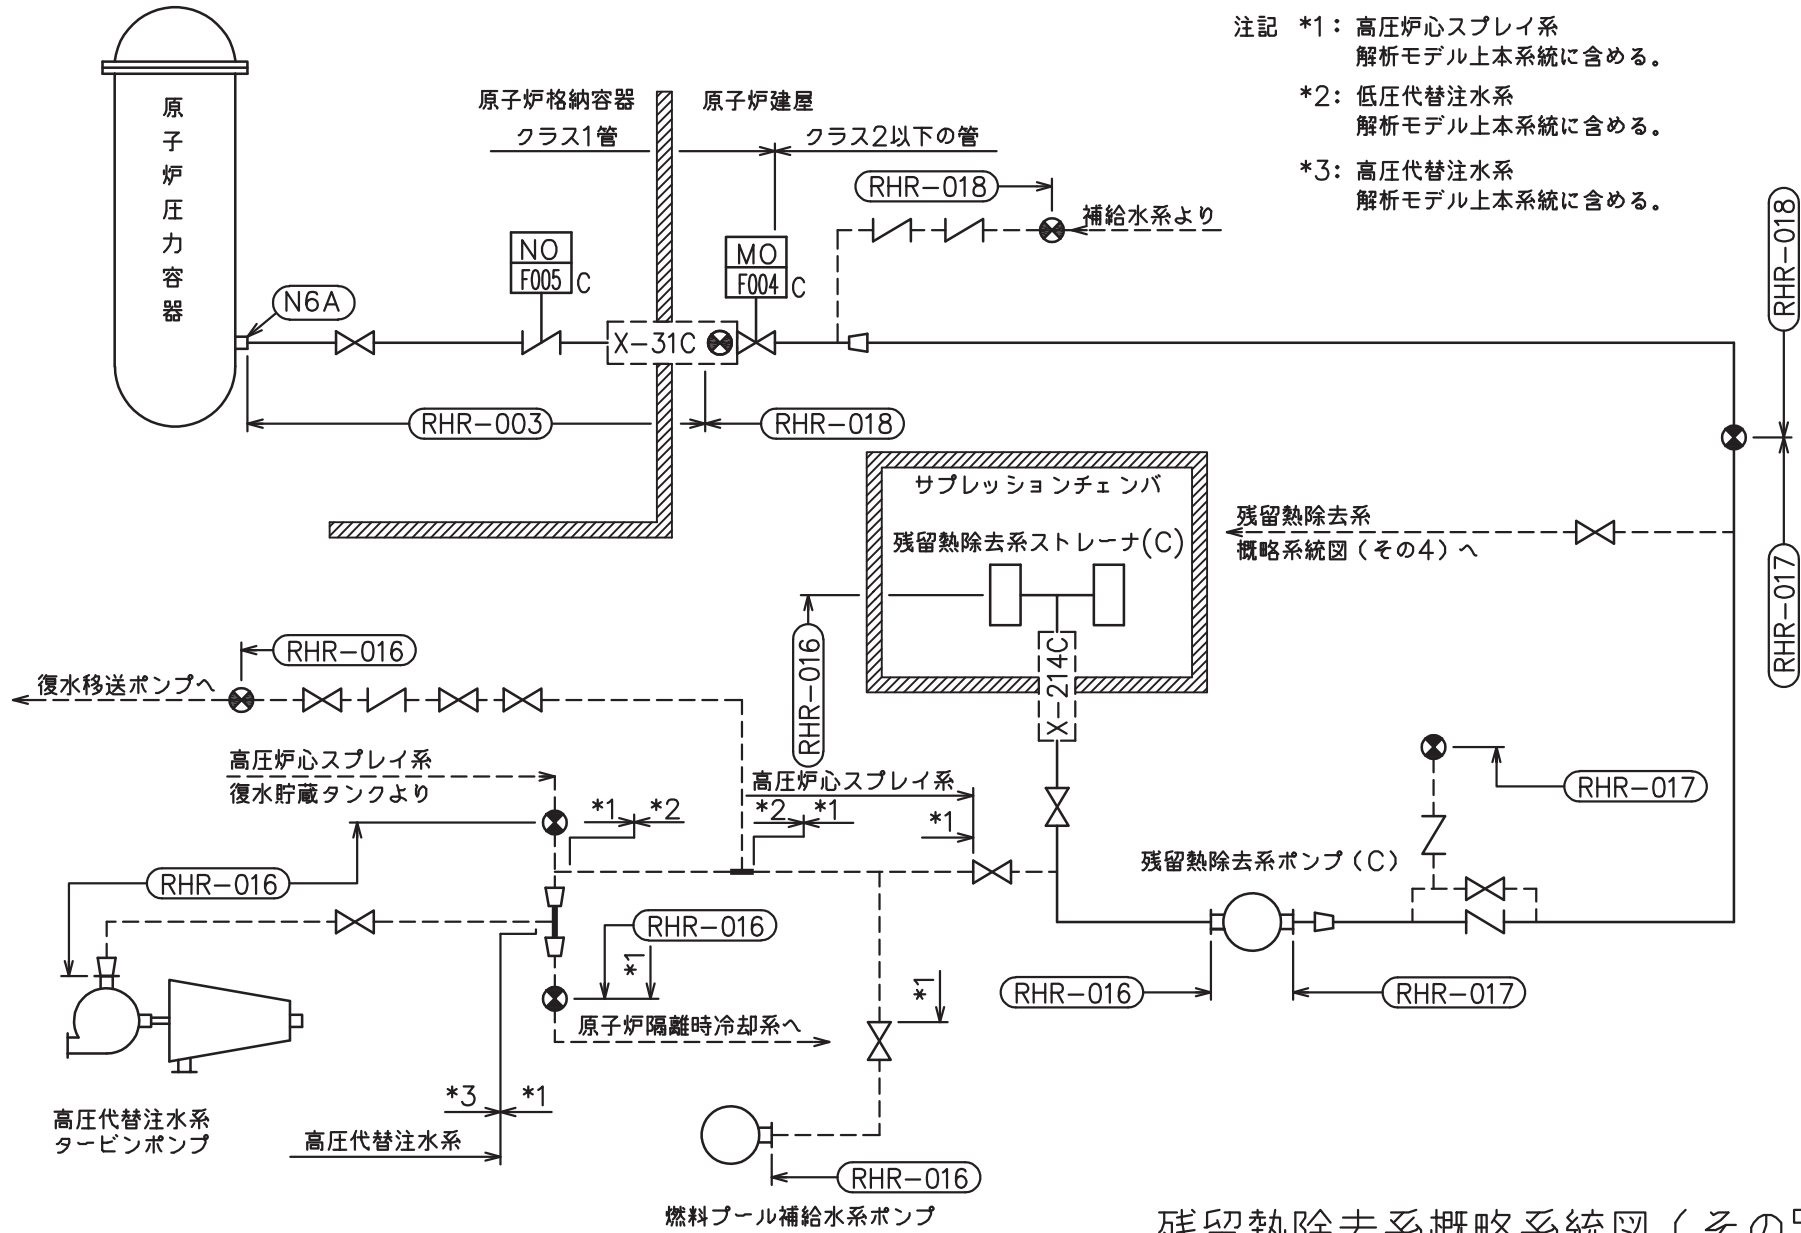 注記 *1: 高圧炉心スプレイ系
解析モデル上本系統に含める。
*2: 低圧代替注水系
解析モデル上本系統に含める。
*3: 高圧代替注水系
解析モデル上本系統に含める。
原子炉圧力容器
原子炉格納容器
原子炉建屋
クラス1管
クラス2以下の管
RHR-018
補給水系より
NO
F005
C
MO
F004
C
N6A
X-31C
RHR-003
RHR-018
RHR-018
RHR-017
サプレッションチェンバ
残留熱除去系ストレーナ(C)
残留熱除去系
概略系統図(その4)へ
RHR-016
X-214C
RHR-016
復水移送ポンプへ
高圧炉心スプレイ系
復水貯蔵タンクより
*1
*2
高圧炉心スプレイ系
*2
*1
*1
RHR-017
残留熱除去系ポンプ(C)
RHR-016
RHR-016
*1
*1
RHR-016
RHR-017
原子炉隔離時冷却系へ
*3
*1
高圧代替注水系
タービンポンプ
高圧代替注水系
RHR-016
燃料プール補給水系ポンプ
残留熱除去系概略系統図(その